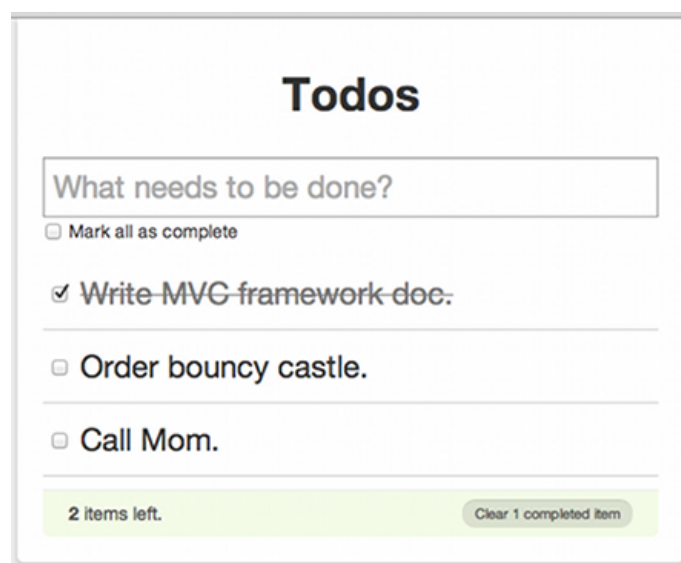 Todos
What needs to be done?
Mark all as complete
Write MVC framework doc.
Order bouncy castle.
Call Mom.
2 items left.
Clear 1 completed item